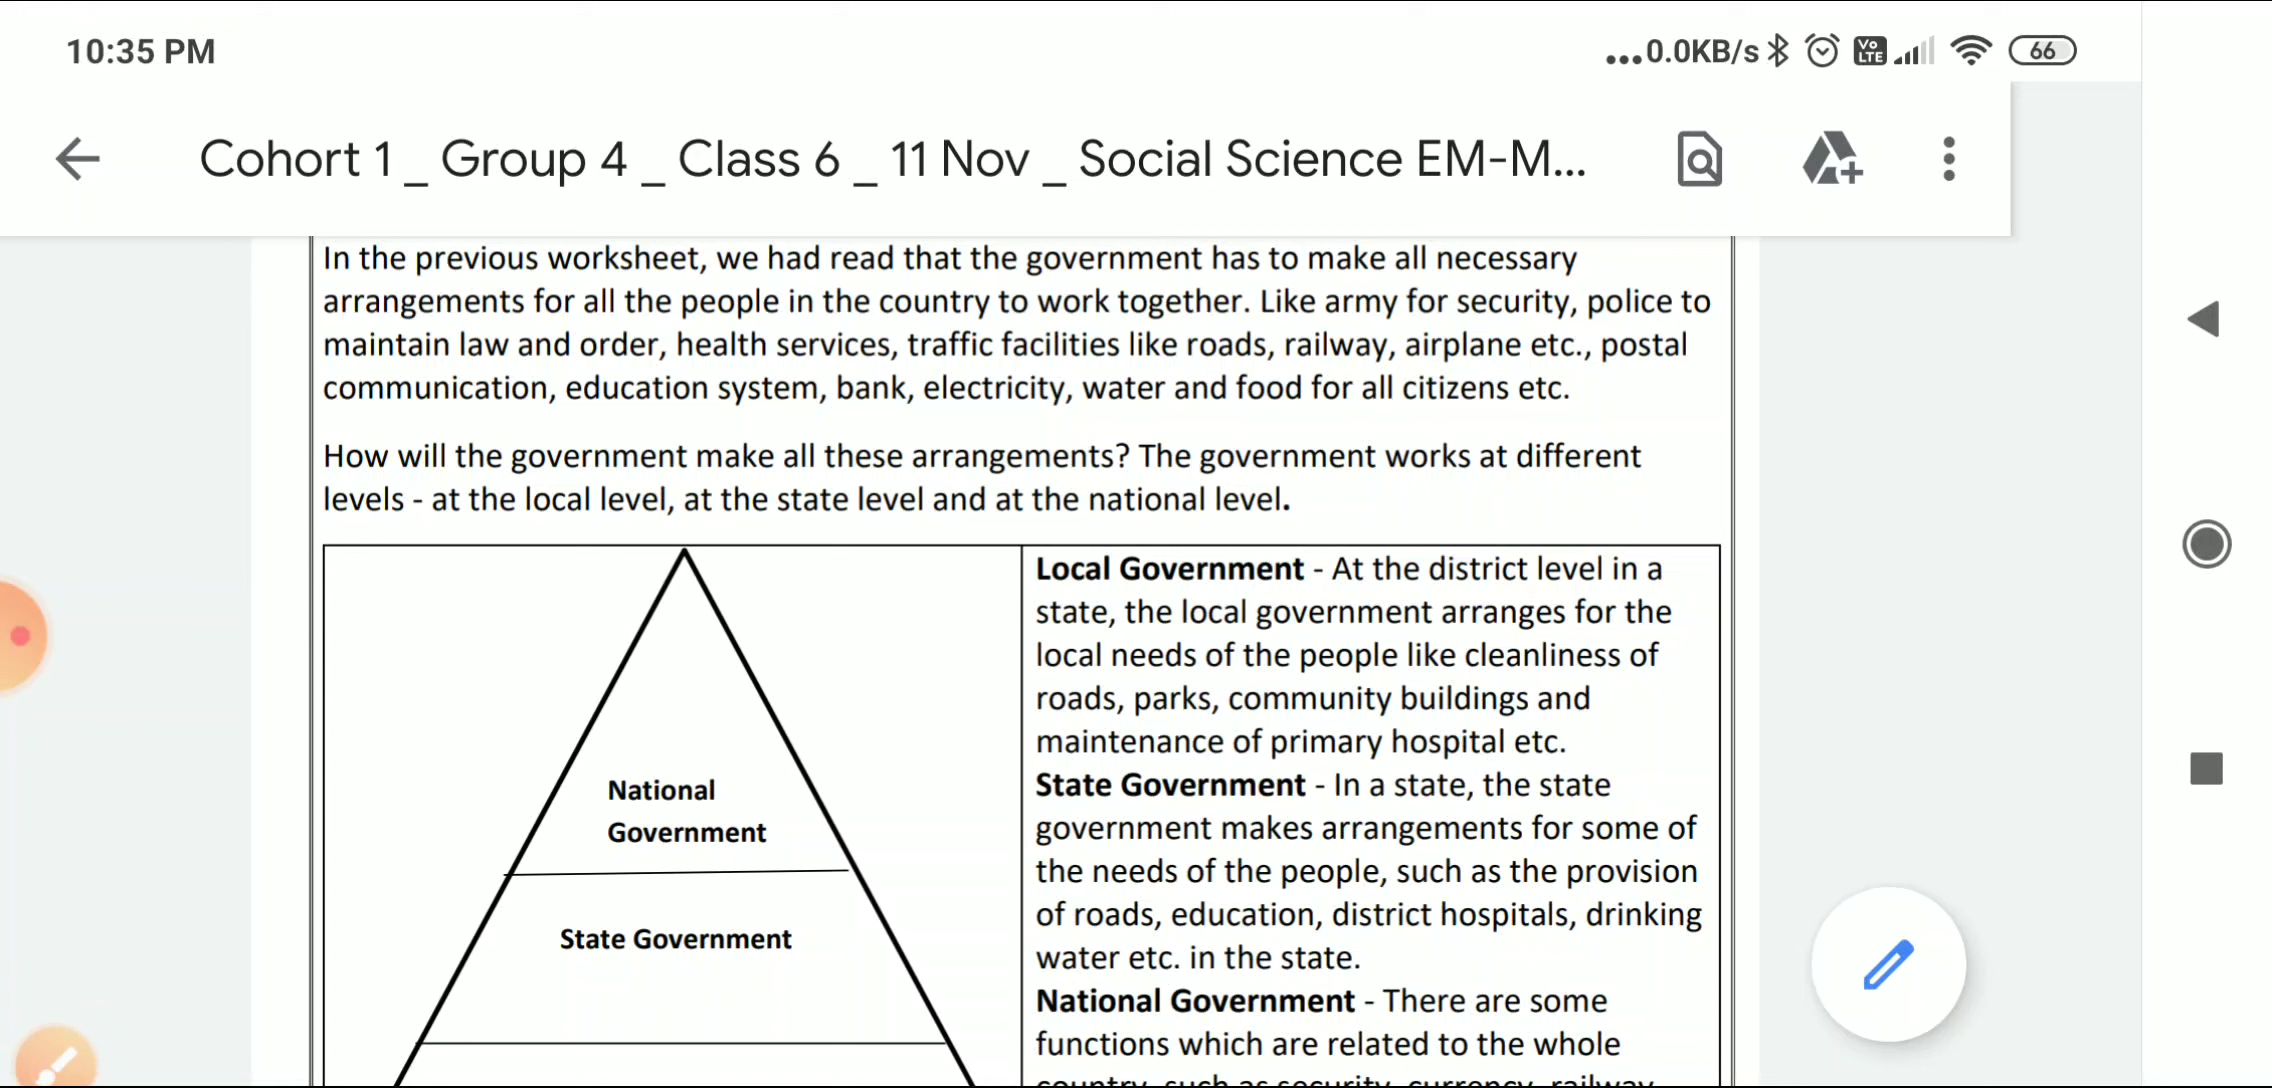 10:35 PM
...0.0KB/s
Vo
LTE
66
Cohort 1 _ Group 4 _ Class 6 _ 11 Nov _ Social Science EM-M...
In the previous worksheet, we had read that the government has to make all necessary
arrangements for all the people in the country to work together. Like army for security, police to
maintain law and order, health services, traffic facilities like roads, railway, airplane etc., postal
communication, education system, bank, electricity, water and food for all citizens etc.
How will the government make all these arrangements? The government works at different
levels - at the local level, at the state level and at the national level.
National
Government
State Government
Local Government - At the district level in a
state, the local government arranges for the
local needs of the people like cleanliness of
roads, parks, community buildings and
maintenance of primary hospital etc.
State Government - In a state, the state
government makes arrangements for some of
the needs of the people, such as the provision
of roads, education, district hospitals, drinking
water etc. in the state.
National Government - There are some
functions which are related to the whole
country, such as security, currency, railway